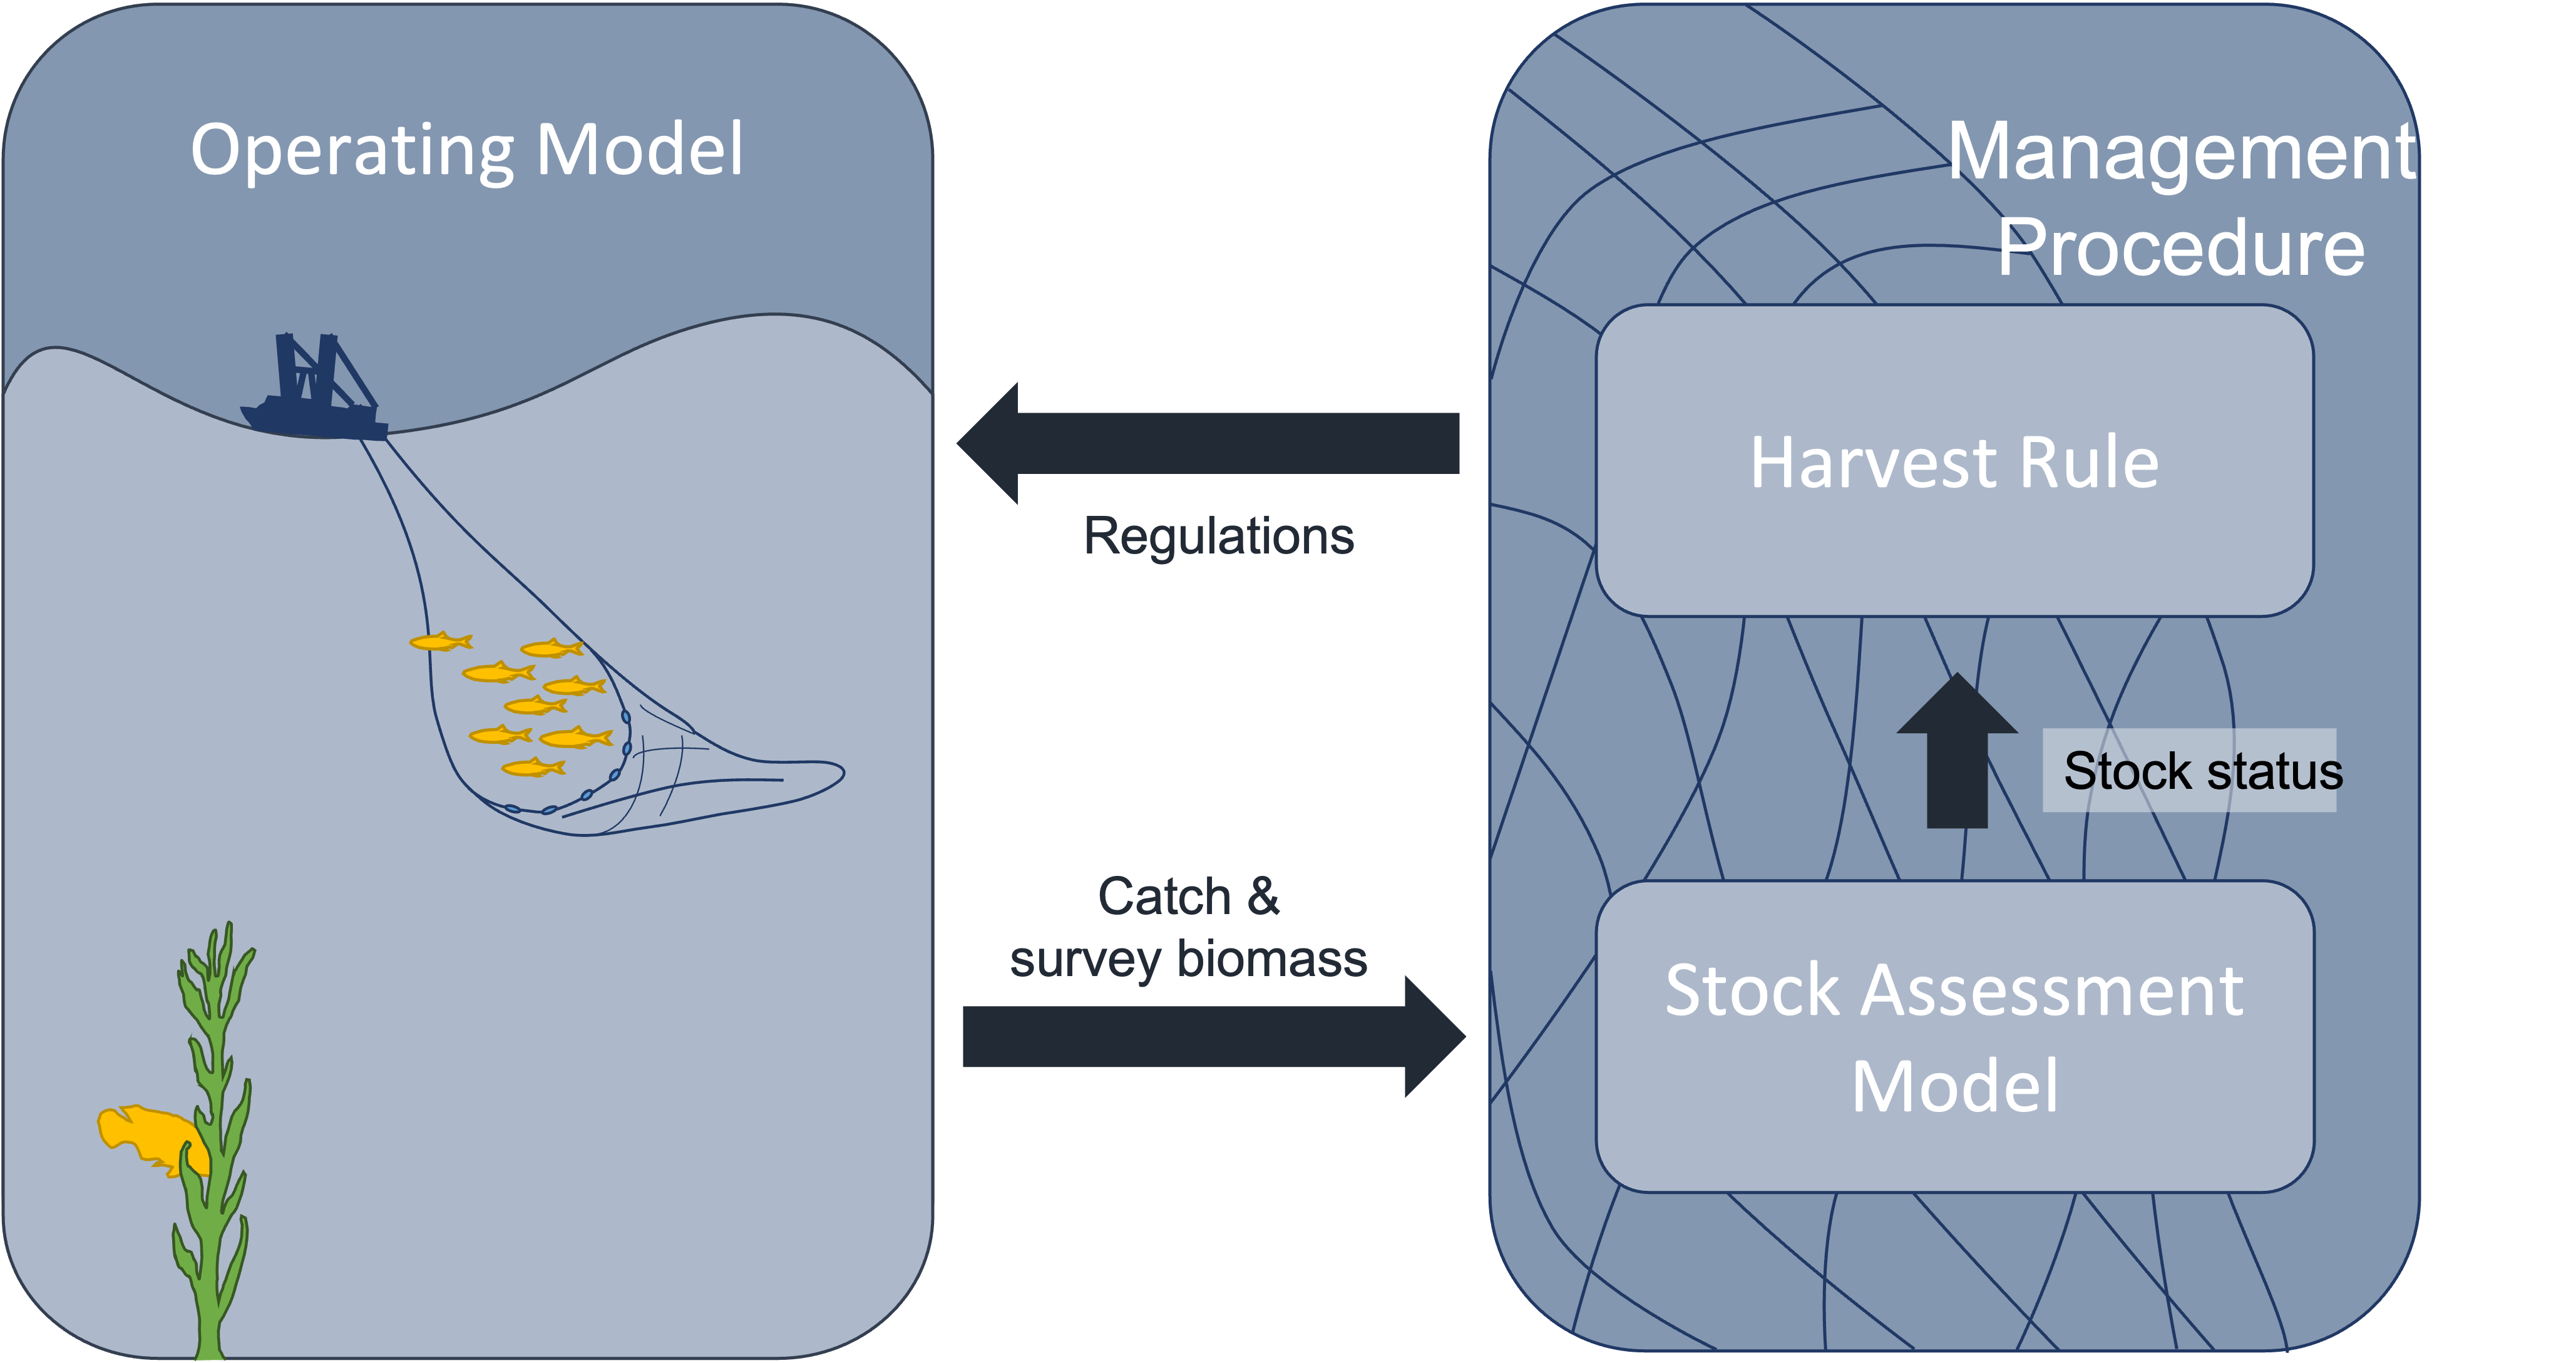 Operating Model
Management
Procedure
Harvest Rule
Regulations
Stock status
Catch &
survey biomass
Stock Assessment
Model